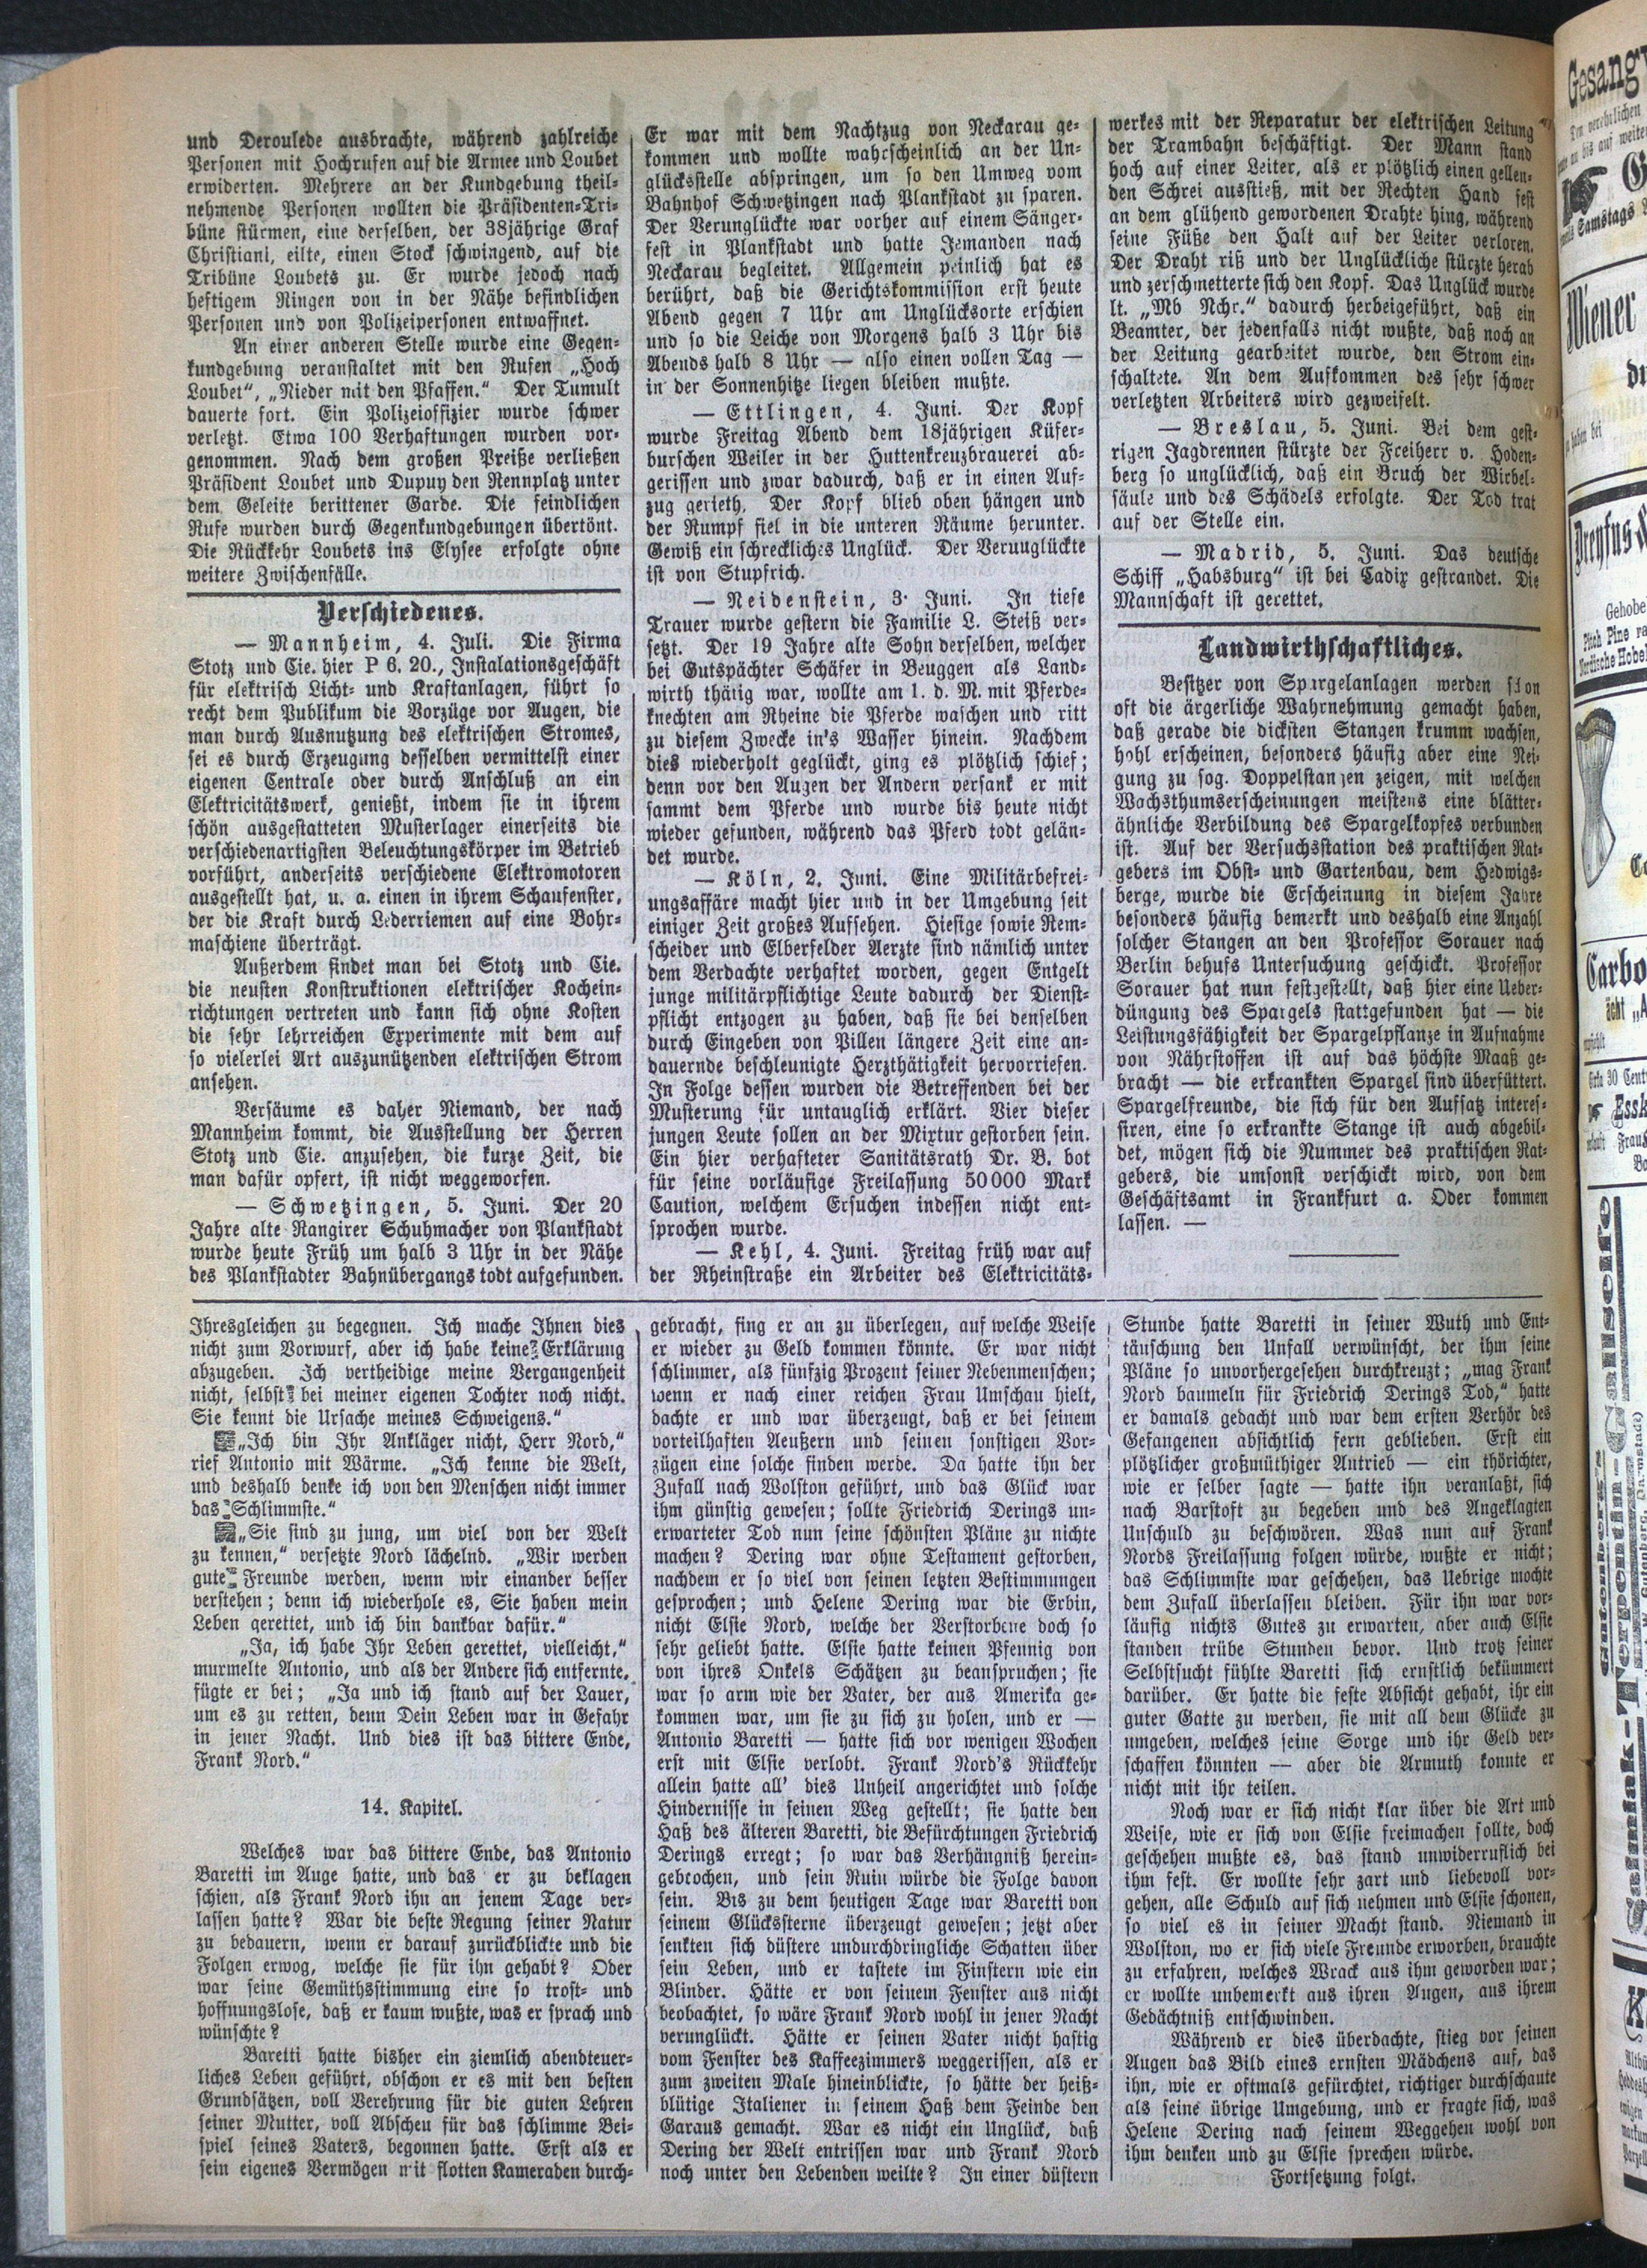 und Deroulede ausbrachte, während zahlreiche
Personen mit Hochrufen auf die Armee und Loubet
erwiderten. Mehrere an der Kundgebung theil-
nehmende Personen wollten die Präsidenten-Tri-
büne stürmen, eine derselben, der 38jährige Graf
Christiani, eilte, einen Stock schwingend, auf die
Tribüne Loubets zu. Er wurde jedoch nach
heftigem Ringen von in der Nähe befindlichen
Personen und von Polizeipersonen entwaffnet.
An einer anderen Stelle wurde eine Gegen-
kundgebung veranstaltet mit den Rufen „Hoch
Loubet“, „Nieder mit den Pfaffen.“ Der Tumult
dauerte fort. Ein Polizeioffizier wurde schwer
verletzt. Etwa 100 Verhaftungen wurden vor-
genommen. Nach dem großen Preiße verließen
Präsident Loubet und Dupuy den Rennplatz unter
dem Geleite berittener Garde. Die feindlichen
Rufe wurden durch Gegenkundgebungen übertönt.
Die Rückkehr Loubets ins Elysee erfolgte ohne
weitere Zwischenfälle.
Verschiedenes.
— Mannheim, 4. Juli. Die Firma
Stotz und Cie. hier P 6. 20., Instalationsgeschäft
für elektrisch Licht- und Kraftanlagen, führt so
recht dem Publikum die Vorzüge vor Augen, die
man durch Ausnutzung des elektrischen Stromes,
sei es durch Erzeugung desselben vermittelst einer
eigenen Centrale oder durch Anschluß an ein
Elektricitätswerk, genießt, indem sie in ihrem
schön ausgestatteten Musterlager einerseits die
verschiedenartigsten Beleuchtungskörper im Betrieb
vorführt, anderseits verschiedene Elektromotoren
ausgestellt hat, u. a. einen in ihrem Schaufenster,
der die Kraft durch Lederriemen auf eine Bohr-
maschiene überträgt.
Außerdem findet man bei Stotz und Cie.
die neusten Konstruktionen elektrischer Kochein-
richtungen vertreten und kann sich ohne Kosten
die sehr lehrreichen Experimente mit dem auf
so vielerlei Art auszunützenden elektrischen Strom
ansehen.
Versäume es daher Niemand, der nach
Mannheim kommt, die Ausstellung der Herren
Stotz und Cie. anzusehen, die kurze Zeit, die
man dafür opfert, ist nicht weggeworfen.
— Schwetzingen, 5. Juni. Der 20
Jahre alte Rangirer Schuhmacher von Plankstadt
wurde heute Früh um halb 3 Uhr in der Nähe
des Plankstadter Bahnübergangs todt aufgefunden.
Er war mit dem Nachtzug von Neckarau ge-
kommen und wollte wahrscheinlich an der Un-
glücksstelle abspringen, um so den Umweg vom
Bahnhof Schwetzingen nach Plankstadt zu sparen.
Der Verunglückte war vorher auf einem Sänger-
fest in Plankstadt und hatte Jemanden nach
Neckarau begleitet. Allgemein peinlich hat es
berührt, daß die Gerichtskommission erst heute
Abend gegen 7 Uhr am Unglücksorte erschien
und so die Leiche von Morgens halb 3 Uhr bis
Abends halb 8 Uhr — also einen vollen Tag —
in der Sonnenhitze liegen bleiben mußte.
— Ettlingen, 4. Juni. Der Kopf
wurde Freitag Abend dem 18jährigen Küfer-
burschen Weiler in der Huttenkreuzbrauerei ab-
gerissen und zwar dadurch, daß er in einen Auf-
zug gerieth. Der Kopf blieb oben hängen und
der Rumpf fiel in die unteren Räume herunter.
Gewiß ein schreckliches Unglück. Der Veruuglückte
ist von Stupfrich.
— Neidenstein, 3. Juni. In tiefe
Trauer wurde gestern die Familie L. Steiß ver-
setzt. Der 19 Jahre alte Sohn derselben, welcher
bei Gutspächter Schäfer in Beuggen als Land-
wirth thätig war, wollte am 1. d. M. mit Pferde-
knechten am Rheine die Pferde waschen und ritt
zu diesem Zwecke in's Wasser hinein. Nachdem
dies wiederholt geglückt, ging es plötzlich schief;
denn vor den Augen der Andern versank er mit
sammt dem Pferde und wurde bis heute nicht
wieder gefunden, während das Pferd todt gelän-
det wurde.
— Köln, 2. Juni. Eine Militärbefrei-
ungsaffäre macht hier und in der Umgebung seit
einiger Zeit großes Aufsehen. Hiesige sowie Rem-
scheider und Elberfelder Aerzte sind nämlich unter
dem Verdachte verhaftet worden, gegen Entgelt
junge militärpflichtige Leute dadurch der Dienst-
pflicht entzogen zu haben, daß sie bei denselben
durch Eingeben von Pillen längere Zeit eine an-
dauernde beschleunigte Herzthätigkeit hervorriefen.
In Folge dessen wurden die Betreffenden bei der
Musterung für untauglich erklärt. Vier dieser
jungen Leute sollen an der Mixtur gestorben sein.
Ein hier verhafteter Sanitätsrath Dr. B. bot
für seine vorläufige Freilassung 50000 Mark
Caution, welchem Ersuchen indessen nicht ent-
sprochen wurde.
— Kehl, 4. Juni. Freitag früh war auf
der Rheinstraße ein Arbeiter des Elektricitäts-
werkes mit der Reparatur der elektrischen Leitung
der Trambahn beschäftigt. Der Mann stand
hoch auf einer Leiter, als er plötzlich einen gellen-
den Schrei ausstieß, mit der Rechten Hand fest
an dem glühend gewordenen Drahte hing, während
seine Füße den Halt auf der Leiter verloren.
Der Draht riß und der Unglückliche stürzte herab
und zerschmetterte sich den Kopf. Das Unglück wurde
lt. „Mb Nchr.“ dadurch herbeigeführt, daß ein
Beamter, der jedenfalls nicht wußte, daß noch an
der Leitung gearbeitet wurde, den Strom ein-
schaltete. An dem Aufkommen des sehr schwer
verletzten Arbeiters wird gezweifelt.
— Breslau, 5. Juni. Bei dem gest-
rigen Jagdrennen stürzte der Freiherr v. Hoden-
berg so unglücklich, daß ein Bruch der Wirbel-
säule und des Schädels erfolgte. Der Tod trat
auf der Stelle ein.
— Madrid, 5. Juni. Das deutsche
Schiff „Habsburg“ ist bei Cadix gestrandet. Die
Mannschaft ist gerettet.
Landwirthschaftliches.
Besitzer von Spargelanlagen werden schon
oft die ärgerliche Wahrnehmung gemacht haben,
daß gerade die dicksten Stangen krumm wachsen,
hohl erscheinen, besonders häufig aber eine Nei-
gung zu sog. Doppelstangen zeigen, mit welchen
Wachsthumserscheinungen meistens eine blätter-
ähnliche Verbildung des Spargelkopfes verbunden
ist. Auf der Versuchsstation des praktischen Rat-
gebers im Obst- und Gartenbau, dem Hedwigs-
berge, wurde die Erscheinung in diesem Jahre
besonders häufig bemerkt und deshalb eine Anzahl
solcher Stangen an den Professor Sorauer nach
Berlin behufs Untersuchung geschickt. Professor
Sorauer hat nun festgestellt, daß hier eine Ueber-
düngung des Spargels stattgefunden hat — die
Leistungsfähigkeit der Spargelpflanze in Aufnahme
von Nährstoffen ist auf das höchste Maaß ge-
bracht — die erkrankten Spargel sind überfüttert.
Spargelfreunde, die sich für den Aufsatz interes-
siren, eine so erkrankte Stange ist auch abgebil-
det, mögen sich die Nummer des praktischen Rat-
gebers, die umsonst verschickt wird, von dem
Geschäftsamt in Frankfurt a. Oder kommen
lassen. —
Ihresgleichen zu begegnen. Ich mache Ihnen dies
nicht zum Vorwurf, aber ich habe keine Erklärung
abzugeben. Ich vertheidige meine Vergangenheit
nicht, selbst bei meiner eigenen Tochter noch nicht.
Sie kennt die Ursache meines Schweigens.“
„Ich bin Ihr Ankläger nicht, Herr Nord,“
rief Antonio mit Wärme. „Ich kenne die Welt,
und deshalb denke ich von den Menschen nicht immer
das Schlimmste.“
„Sie sind zu jung, um viel von der Welt
zu kennen,“ versetzte Nord lächelnd. „Wir werden
gute Freunde werden, wenn wir einander besser
verstehen; denn ich wiederhole es, Sie haben mein
Leben gerettet, und ich bin dankbar dafür.“
„Ja, ich habe Ihr Leben gerettet, vielleicht,“
murmelte Antonio, und als der Andere sich entfernte,
fügte er bei; „Ja und ich stand auf der Lauer,
um es zu retten, denn Dein Leben war in Gefahr
in jener Nacht. Und dies ist das bittere Ende,
Frank Nord.“
14. Kapitel.
Welches war das bittere Ende, das Antonio
Baretti im Auge hatte, und das er zu beklagen
schien, als Frank Nord ihn an jenem Tage ver-
lassen hatte? War die beste Regung seiner Natur
zu bedauern, wenn er darauf zurückblickte und die
Folgen erwog, welche sie für ihn gehabt? Oder
war seine Gemüthsstimmung eine so trost- und
hoffnungslose, daß er kaum wußte, was er sprach und
wünschte?
Baretti hatte bisher ein ziemlich abendteuer-
liches Leben geführt, obschon er es mit den besten
Grundsätzen, voll Verehrung für die guten Lehren
seiner Mutter, voll Abscheu für das schlimme Bei-
spiel seines Vaters, begonnen hatte. Erst als er
sein eigenes Vermögen mit flotten Kameraden durch-
gebracht, fing er an zu überlegen, auf welche Weise
er wieder zu Geld kommen könnte. Er war nicht
schlimmer, als fünfzig Prozent seiner Nebenmenschen;
wenn er nach einer reichen Frau Umschau hielt,
dachte er und war überzeugt, daß er bei seinem
vorteilhaften Aeußern und seinen sonstigen Vor-
zügen eine solche finden werde. Da hatte ihn der
Zufall nach Wolston geführt, und das Glück war
ihm günstig gewesen; sollte Friedrich Derings un-
erwarteter Tod nun seine schönsten Pläne zu nichte
machen? Dering war ohne Testament gestorben,
nachdem er so viel von seinen letzten Bestimmungen
gesprochen; und Helene Dering war die Erbin,
nicht Elsie Nord, welche der Verstorbene doch so
sehr geliebt hatte. Elsie hatte keinen Pfennig von
von ihres Onkels Schätzen zu beanspruchen; sie
war so arm wie der Vater, der aus Amerika ge-
kommen war, um sie zu sich zu holen, und er —
Antonio Baretti — hatte sich vor wenigen Wochen
erst mit Elsie verlobt. Frank Nord's Rückkehr
allein hatte all' dies Unheil angerichtet und solche
Hindernisse in seinen Weg gestellt; sie hatte den
Haß des älteren Baretti, die Befürchtungen Friedrich
Derings erregt; so war das Verhängniß herein-
gebrochen, und sein Ruin würde die Folge davon
sein. Bis zu dem heutigen Tage war Baretti von
seinem Glückssterne überzeugt gewesen; jetzt aber
senkten sich düstere undurchdringliche Schatten über
sein Leben, und er tastete im Finstern wie ein
Blinder. Hätte er von seinem Fenster aus nicht
beobachtet, so wäre Frank Nord wohl in jener Nacht
verunglückt. Hätte er seinen Vater nicht hastig
vom Fenster des Kaffeezimmers weggerissen, als er
zum zweiten Male hineinblickte, so hätte der heiß-
blütige Italiener in seinem Haß dem Feinde den
Garaus gemacht. War es nicht ein Unglück, daß
Dering der Welt entrissen war und Frank Nord
noch unter den Lebenden weilte? In einer düstern
Stunde hatte Baretti in seiner Wuth und Ent-
täuschung den Unfall verwünscht, der ihm seine
Pläne so unvorhergesehen durchkreuzt; „mag Frank
Nord baumeln für Friedrich Derings Tod,“ hatte
er damals gedacht und war dem ersten Verhör des
Gefangenen absichtlich fern geblieben. Erst ein
plötzlicher großmüthiger Antrieb — ein thörichter,
wie er selber sagte — hatte ihn veranlaßt, sich
nach Barstoft zu begeben und des Angeklagten
Unschuld zu beschwören. Was nun auf Frank
Nords Freilassung folgen würde, wußte er nicht;
das Schlimmste war geschehen, das Uebrige mochte
dem Zufall überlassen bleiben. Für ihn war vor-
läufig nichts Gutes zu erwarten, aber auch Elsie
standen trübe Stunden bevor. Und trotz seiner
Selbstsucht fühlte Baretti sich ernstlich bekümmert
darüber. Er hatte die feste Absicht gehabt, ihr ein
guter Gatte zu werden, sie mit all dem Glücke zu
umgeben, welches seine Sorge und ihr Geld ver-
schaffen könnten — aber die Armuth konnte er
nicht mit ihr teilen.
Noch war er sich nicht klar über die Art und
Weise, wie er sich von Elsie freimachen sollte, doch
geschehen mußte es, das stand unwiderruflich bei
ihm fest. Er wollte sehr zart und liebevoll vor-
gehen, alle Schuld auf sich nehmen und Elsie schonen,
so viel es in seiner Macht stand. Niemand in
Wolston, wo er sich viele Freunde erworben, brauchte
zu erfahren, welches Wrack aus ihm geworden war;
er wollte unbemerkt aus ihren Augen, aus ihrem
Gedächtniß entschwinden.
Während er dies überdachte, stieg vor seinen
Augen das Bild eines ernsten Mädchens auf, das
ihn, wie er oftmals gefürchtet, richtiger durchschaute
als seine übrige Umgebung, und er fragte sich, was
Helene Dering nach seinem Weggehen wohl von
ihm denken und zu Elsie sprechen würde.
Fortsetzung folgt.
Samstags
Wiener
Gehobe
Pitch Pine
Nordische Hobel
Carbo